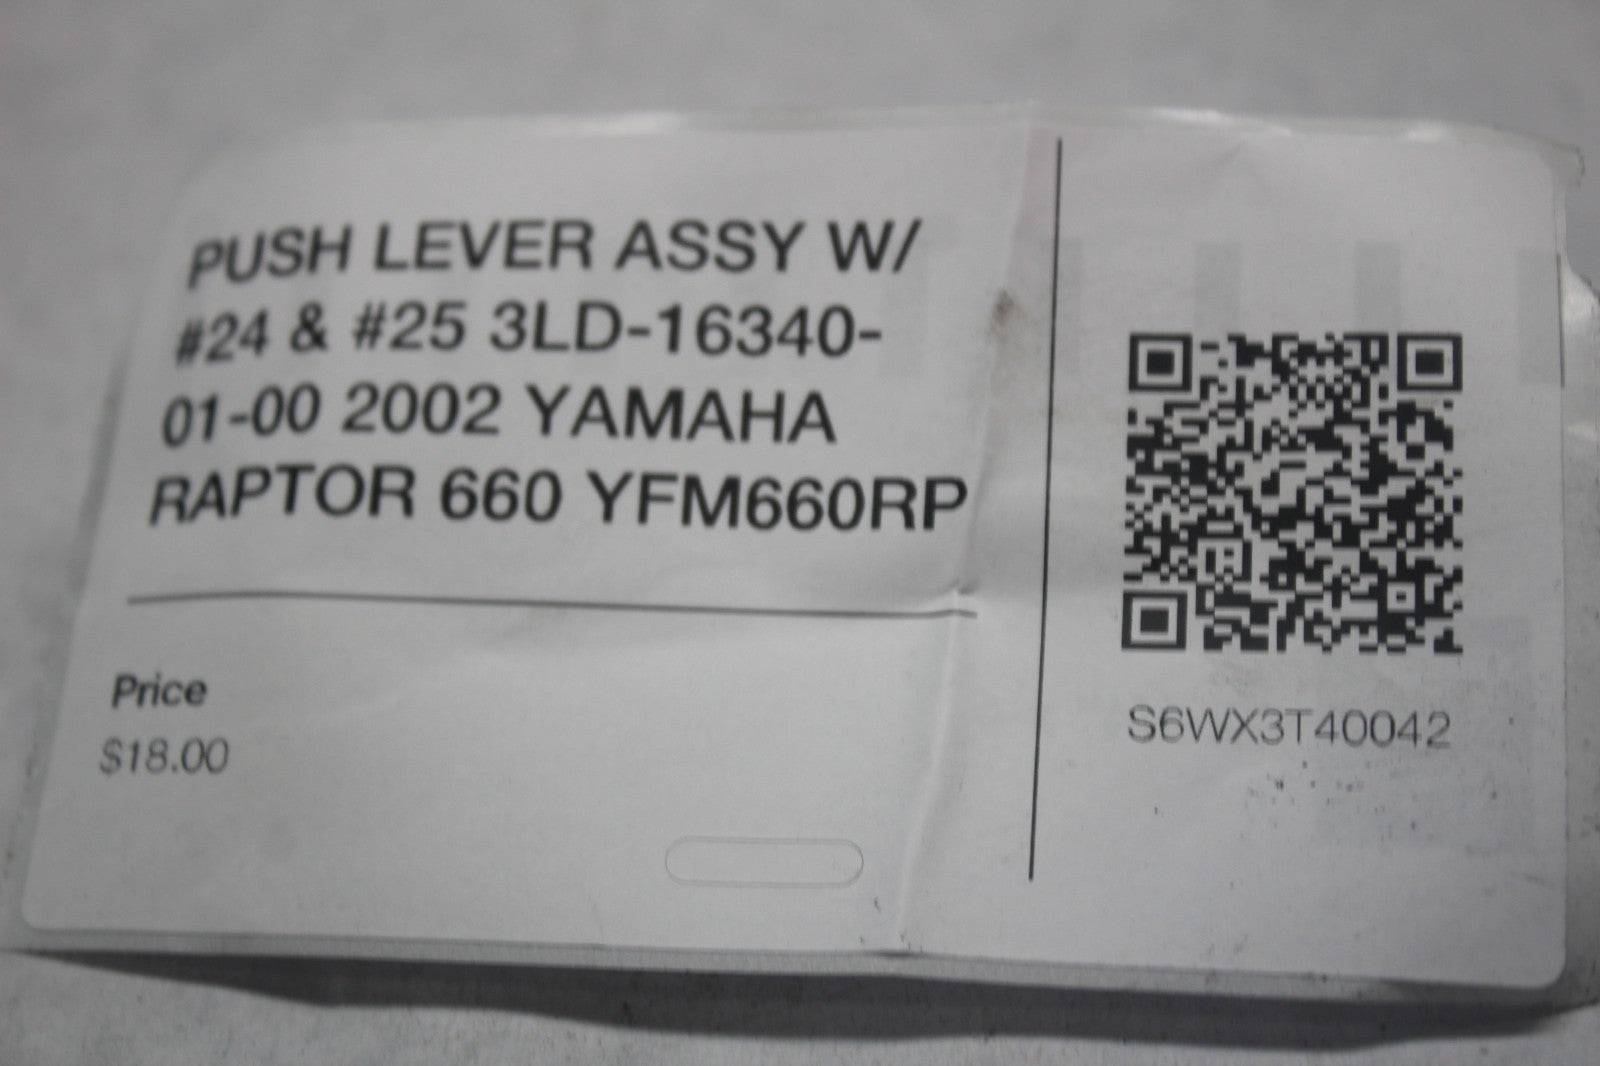 PUSH LEVER ASSY W/
#24 & #25 3LD-16340-
01-00 2002 YAMAHA
RAPTOR 660 YFM660RP
Price
$18.00
S6WX3T40042